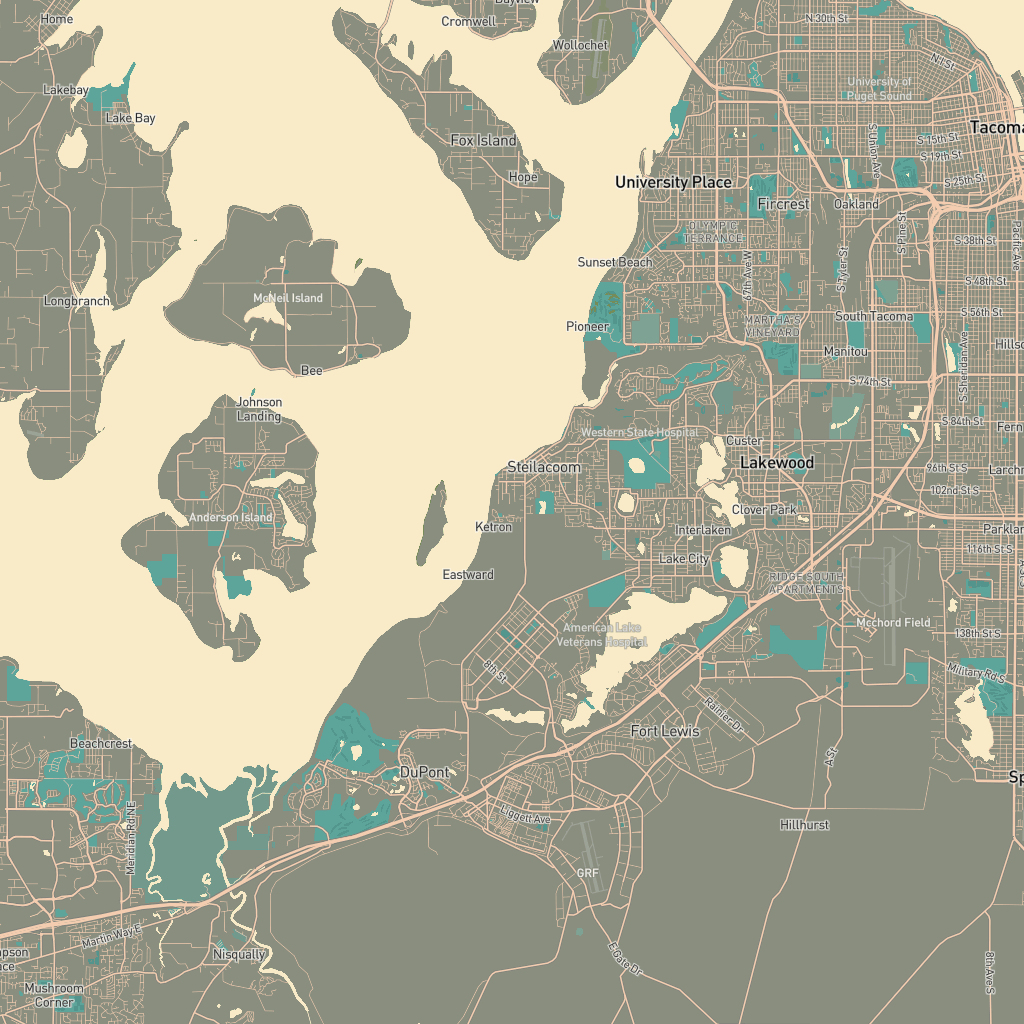 Bayview
Home
Cromwell
N 30th St
Wollochet
N I St
Lakebay
University of
Puget Sound
Lake Bay
Tacoma
Fox Island
S 15th St
S Union Ave
S 19th St
Hope
University Place
S 25th St
Fircrest
Oakland
OLYMPIC
TERRANCE
S Pine St
S 38th St
Pacific Ave
Sunset Beach
67th Ave W
S Tyler St
S 48th St
McNeil Island
Longbranch
S 56th St
South Tacoma
Pioneer
MARTHA'S
VINEYARD
Hills
Manitou
S Sheridan Ave
Bee
S 74th St
Johnson
Landing
S 84th St
Fern
Western State Hospital
Custer
Steilacoom
Lakewood
96th St S
Larchm
102nd St S
Anderson Island
Clover Park
Ketron
Interlaken
Parkland
116th St S
Lake City
Eastward
RIDGE SOUTH
APARTMENTS
A St S
American Lake
Veterans Hospital
Mcchord Field
138th St S
8th St
Military Rd S
Rainier Dr
Fort Lewis
Beachcrest
A St
DuPont
Sp
Meridian Rd NE
Liggett Ave
Hillhurst
GRF
Martin Way E
Nisqually
E Gate Dr
8th Ave S
mpson
ace
Mushroom
Corner